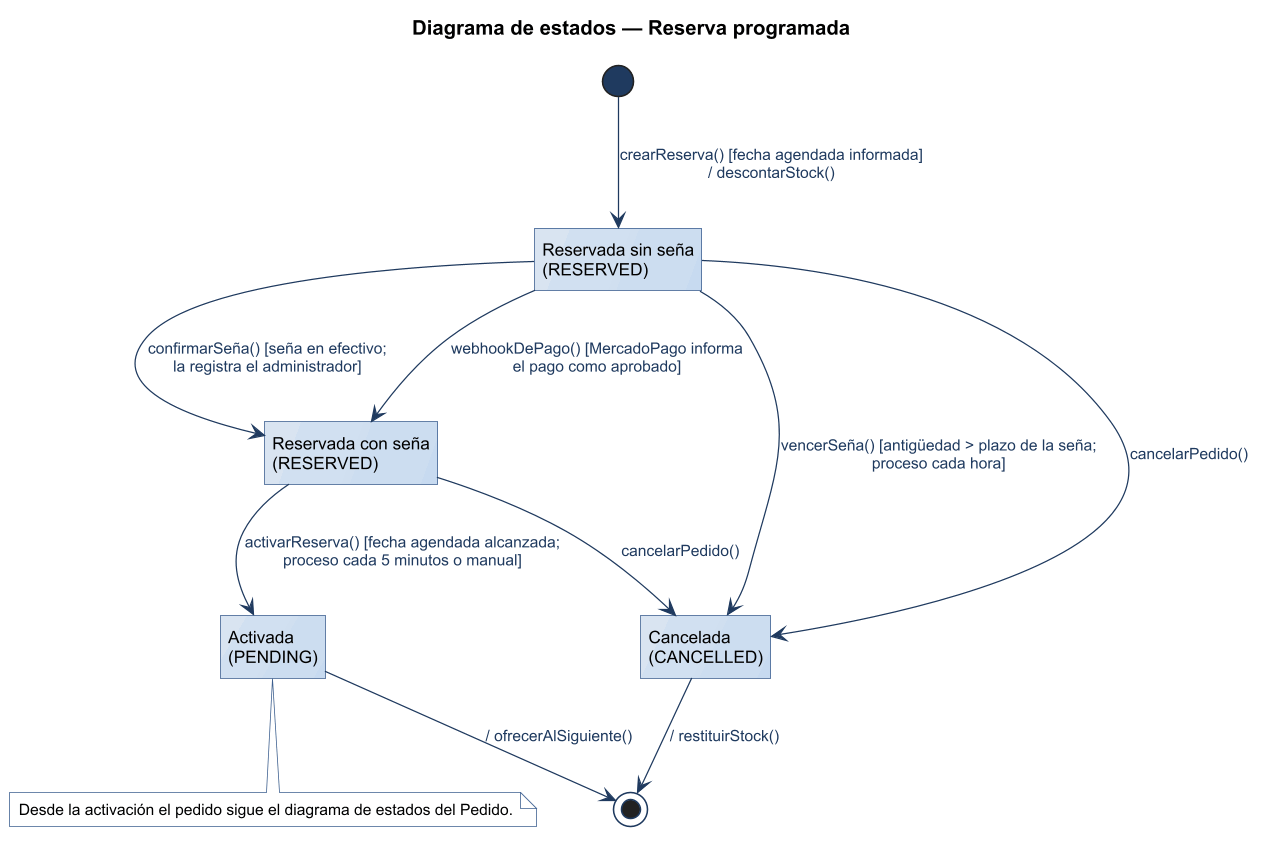 Diagrama de estados — Reserva programada
crearReserva() [fecha agendada informada]
/ descontarStock()
Reservada sin seña
(RESERVED)
confirmarSeña() [seña en efectivo;
la registra el administrador]
webhookDePago() [MercadoPago informa
el pago como aprobado]
vencerSeña() [antigüedad > plazo de la seña;
proceso cada hora]
cancelarPedido()
Reservada con seña
(RESERVED)
activarReserva() [fecha agendada alcanzada;
proceso cada 5 minutos o manual]
cancelarPedido()
Activada
(PENDING)
Cancelada
(CANCELLED)
/ ofrecerAlSiguiente()
/ restituirStock()
Desde la activación el pedido sigue el diagrama de estados del Pedido.